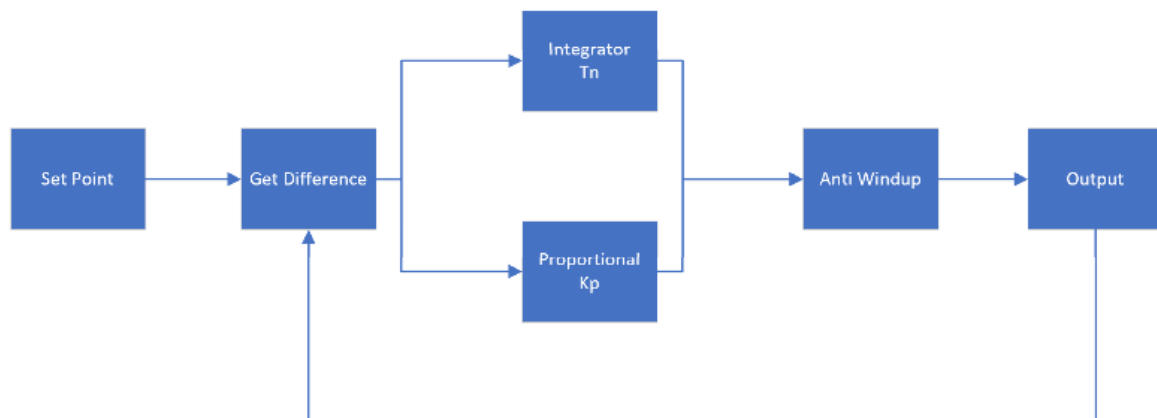 Set Point
Get Difference
Integrator
Tn
Proportional
Kp
Anti Windup
Output